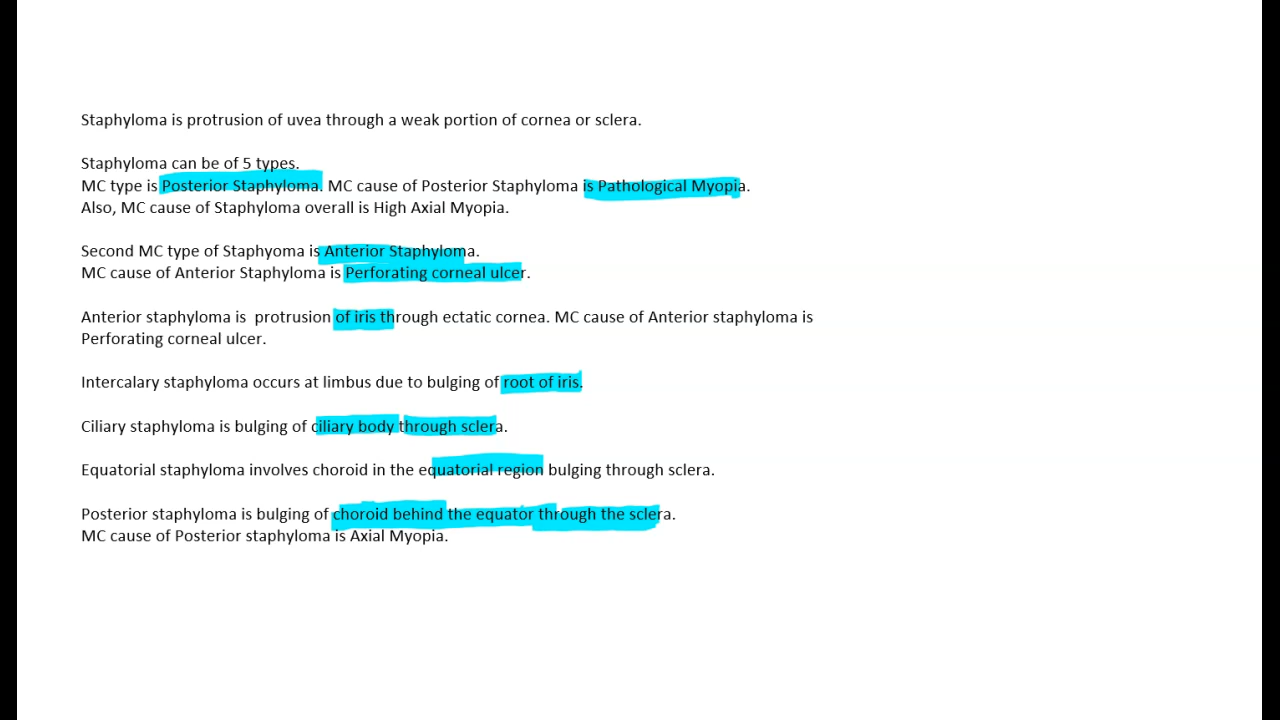 Staphyloma is protrusion of uvea through a weak portion of cornea or sclera.
Staphyloma can be of 5 types.
MC type is Posterior Staphyloma. MC cause of Posterior Staphyloma is Pathological Myopia.
Also, MC cause of Staphyloma overall is High Axial Myopia.
Second MC type of Staphyoma is Anterior Staphyloma.
MC cause of Anterior Staphyloma is Perforating corneal ulcer.
Anterior staphyloma is  protrusion of iris through ectatic cornea. MC cause of Anterior staphyloma is
Perforating corneal ulcer.
Intercalary staphyloma occurs at limbus due to bulging of root of iris.
Ciliary staphyloma is bulging of ciliary body through sclera.
Equatorial staphyloma involves choroid in the equatorial region bulging through sclera.
Posterior staphyloma is bulging of choroid behind the equator through the sclera.
MC cause of Posterior staphyloma is Axial Myopia.